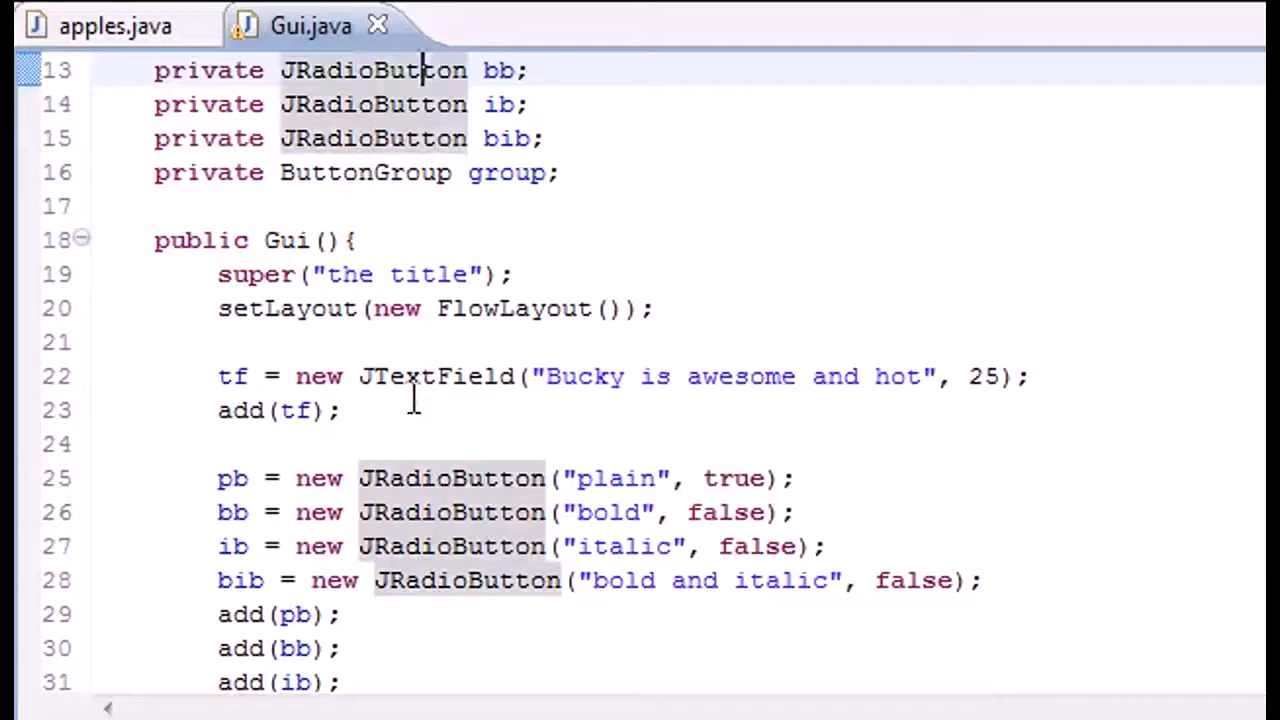 apples.java
Gui.java
13 private JRadioButton bb;
14 private JRadioButton ib;
15 private JRadioButton bib;
16 private ButtonGroup group;
17
18 public Gui(){
19 super("the title");
20 setLayout(new FlowLayout());
21
22 tf = new JTextField("Bucky is awesome and hot", 25);
23 add(tf);
24
25 pb = new JRadioButton("plain", true);
26 bb = new JRadioButton("bold", false);
27 ib = new JRadioButton("italic", false);
28 bib = new JRadioButton("bold and italic", false);
29 add(pb);
30 add(bb);
31 add(ib);